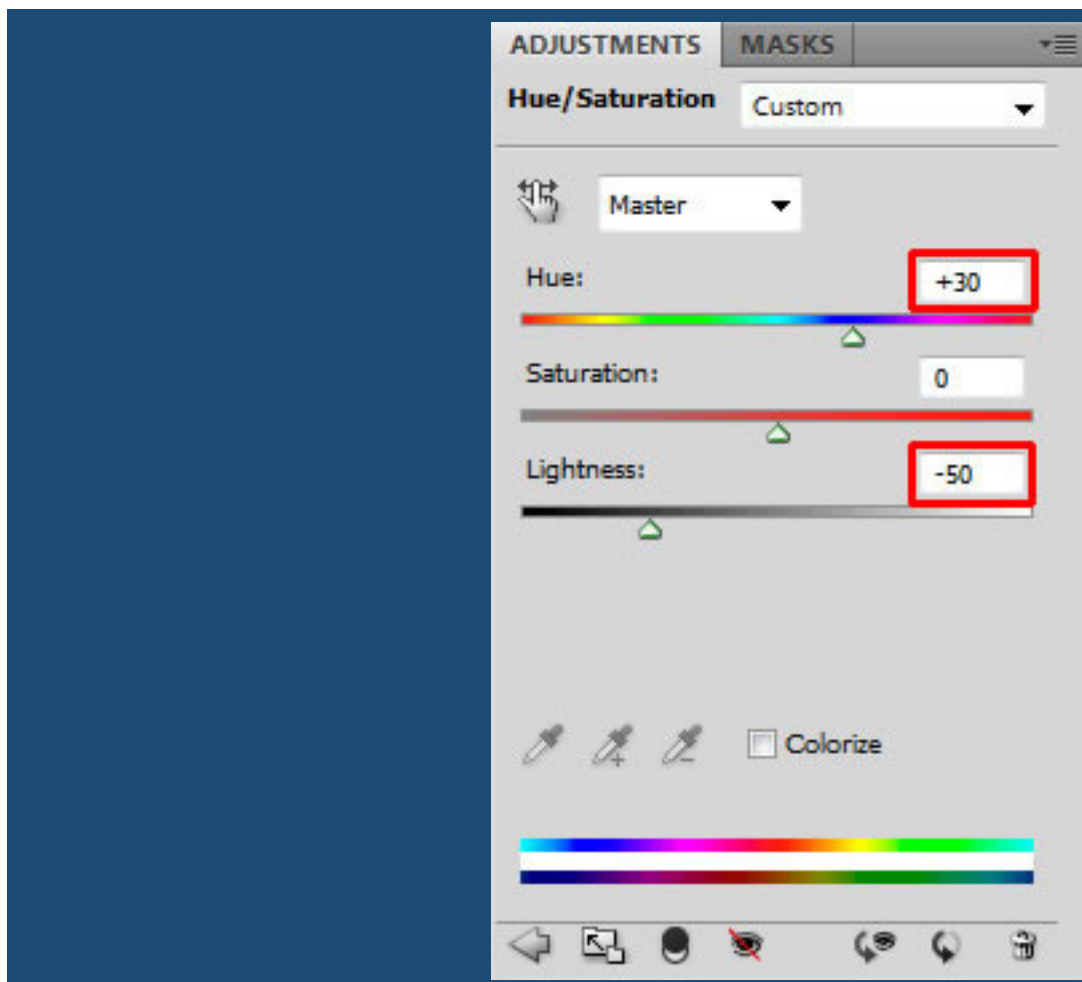 ADJUSTMENTS MASKS
Hue/Saturation Custom
Master
Hue: +30
Saturation: 0
Lightness: -50
Colorize